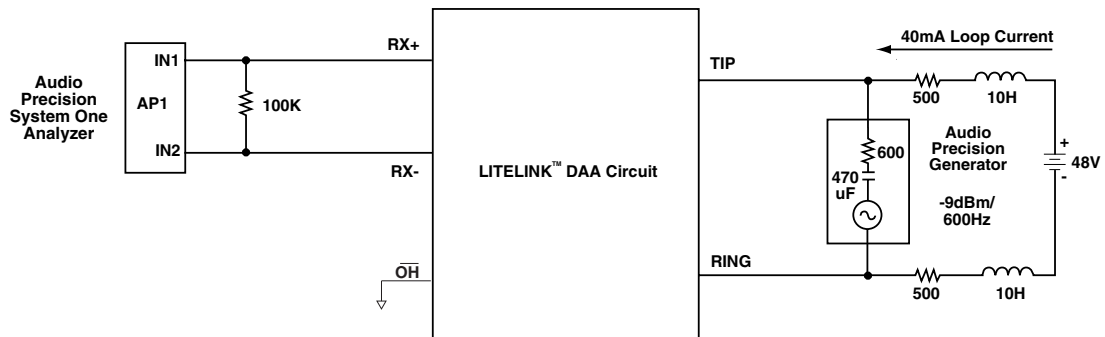 Audio
Precision
System One
Analyzer
IN1
AP1
IN2
100K
RX+
RX-
OH
LITELINK™ DAA Circuit
TIP
RING
40mA Loop Current
500
10H
600
470
uF
Audio
Precision
Generator
-9dBm/
600Hz
+
48V
-
500
10H